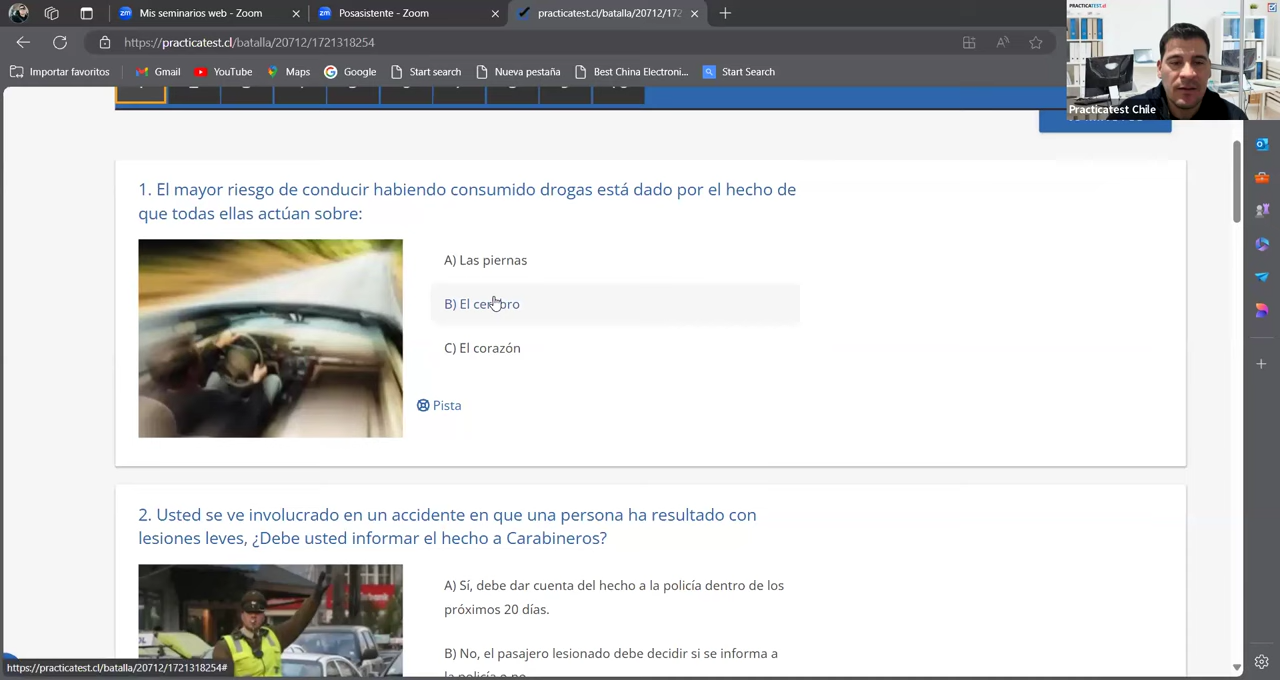 Mis seminarios web - Zoom
Posasistente - Zoom
practicatest.cl/batalla/20712/172
https://practicatest.cl/batalla/20712/1721318254
Importar favoritos
Gmail
YouTube
Maps
Google
Start search
Nueva pestaña
Best China Electroni...
Start Search
PRACTICATEST.cl
Practicatest Chile
1. El mayor riesgo de conducir habiendo consumido drogas está dado por el hecho de
que todas ellas actúan sobre:
A) Las piernas
B) El cerebro
C) El corazón
Pista
2. Usted se ve involucrado en un accidente en que una persona ha resultado con
lesiones leves, ¿Debe usted informar el hecho a Carabineros?
A) Sí, debe dar cuenta del hecho a la policía dentro de los
próximos 20 días.
B) No, el pasajero lesionado debe decidir si se informa a
la policía o no.
https://practicatest.cl/batalla/20712/1721318254#